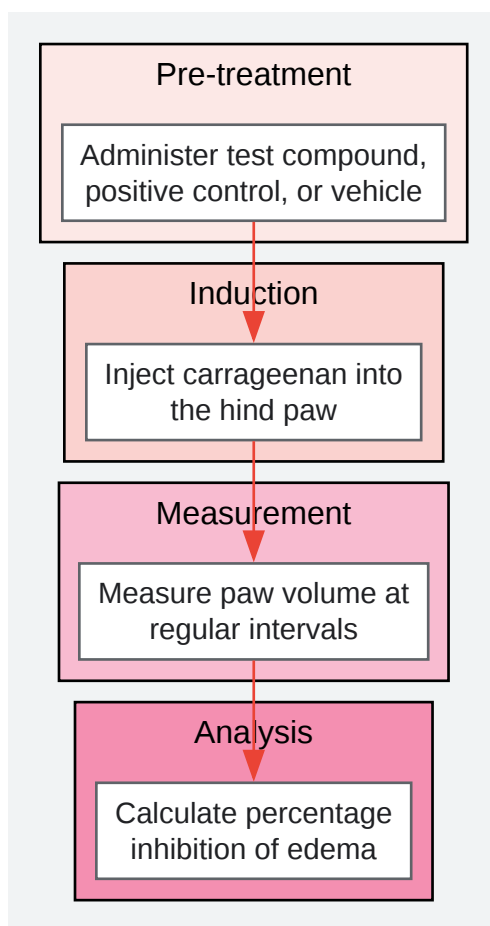 Pre-treatment
Administer test compound,
positive control, or vehicle
Induction
Inject carrageenan into
the hind paw
Measurement
Measure paw volume at
regular intervals
Analysis
Calculate percentage
inhibition of edema